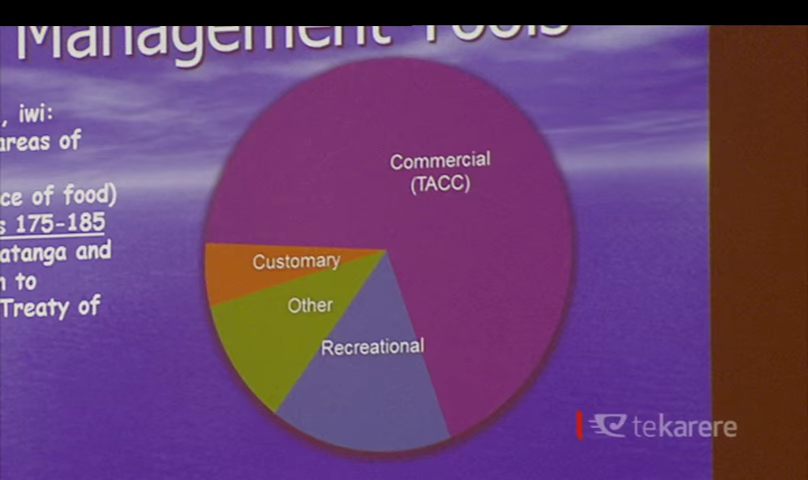 Management Tools
, iwi:
areas of
ce of food)
s 175-185
atanga and
to
Treaty of
Commercial
(TACC)
Customary
Other
Recreational
tekarere